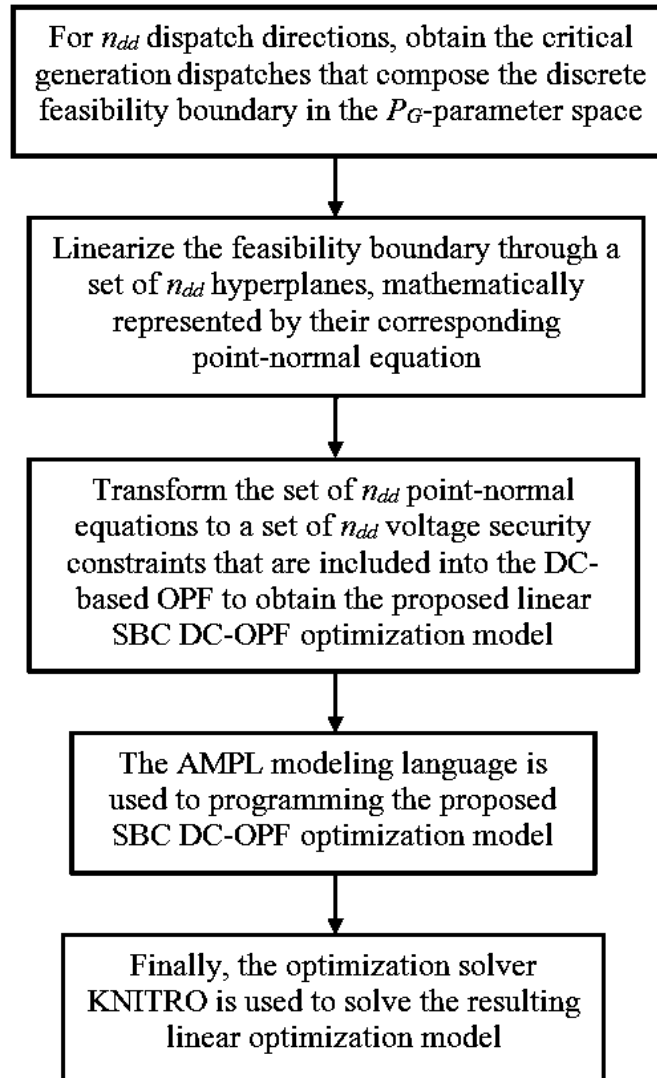 For n_dd dispatch directions, obtain the critical
generation dispatches that compose the discrete
feasibility boundary in the P_G-parameter space
Linearize the feasibility boundary through a
set of n_dd hyperplanes, mathematically
represented by their corresponding
point-normal equation
Transform the set of n_dd point-normal
equations to a set of n_dd voltage security
constraints that are included into the DC-
based OPF to obtain the proposed linear
SBC DC-OPF optimization model
The AMPL modeling language is
used to programming the proposed
SBC DC-OPF optimization model
Finally, the optimization solver
KNITRO is used to solve the resulting
linear optimization model